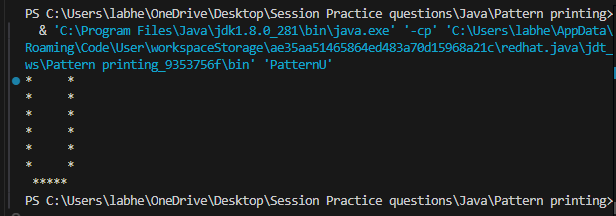 PS C:\Users\labhe\OneDrive\Desktop\Session Practice questions\Java\Pattern printing>
  & 'C:\Program Files\Java\jdk1.8.0_281\bin\java.exe' '-cp' 'C:\Users\labhe\AppData\
Roaming\Code\User\workspaceStorage\ae35aa51465864ed483a70d15968a21c\redhat.java\jdt_
ws\Pattern printing_9353756f\bin' 'PatternU'
*     *
*     *
*     *
*     *
*     *
*     *
 *****
PS C:\Users\labhe\OneDrive\Desktop\Session Practice questions\Java\Pattern printing>